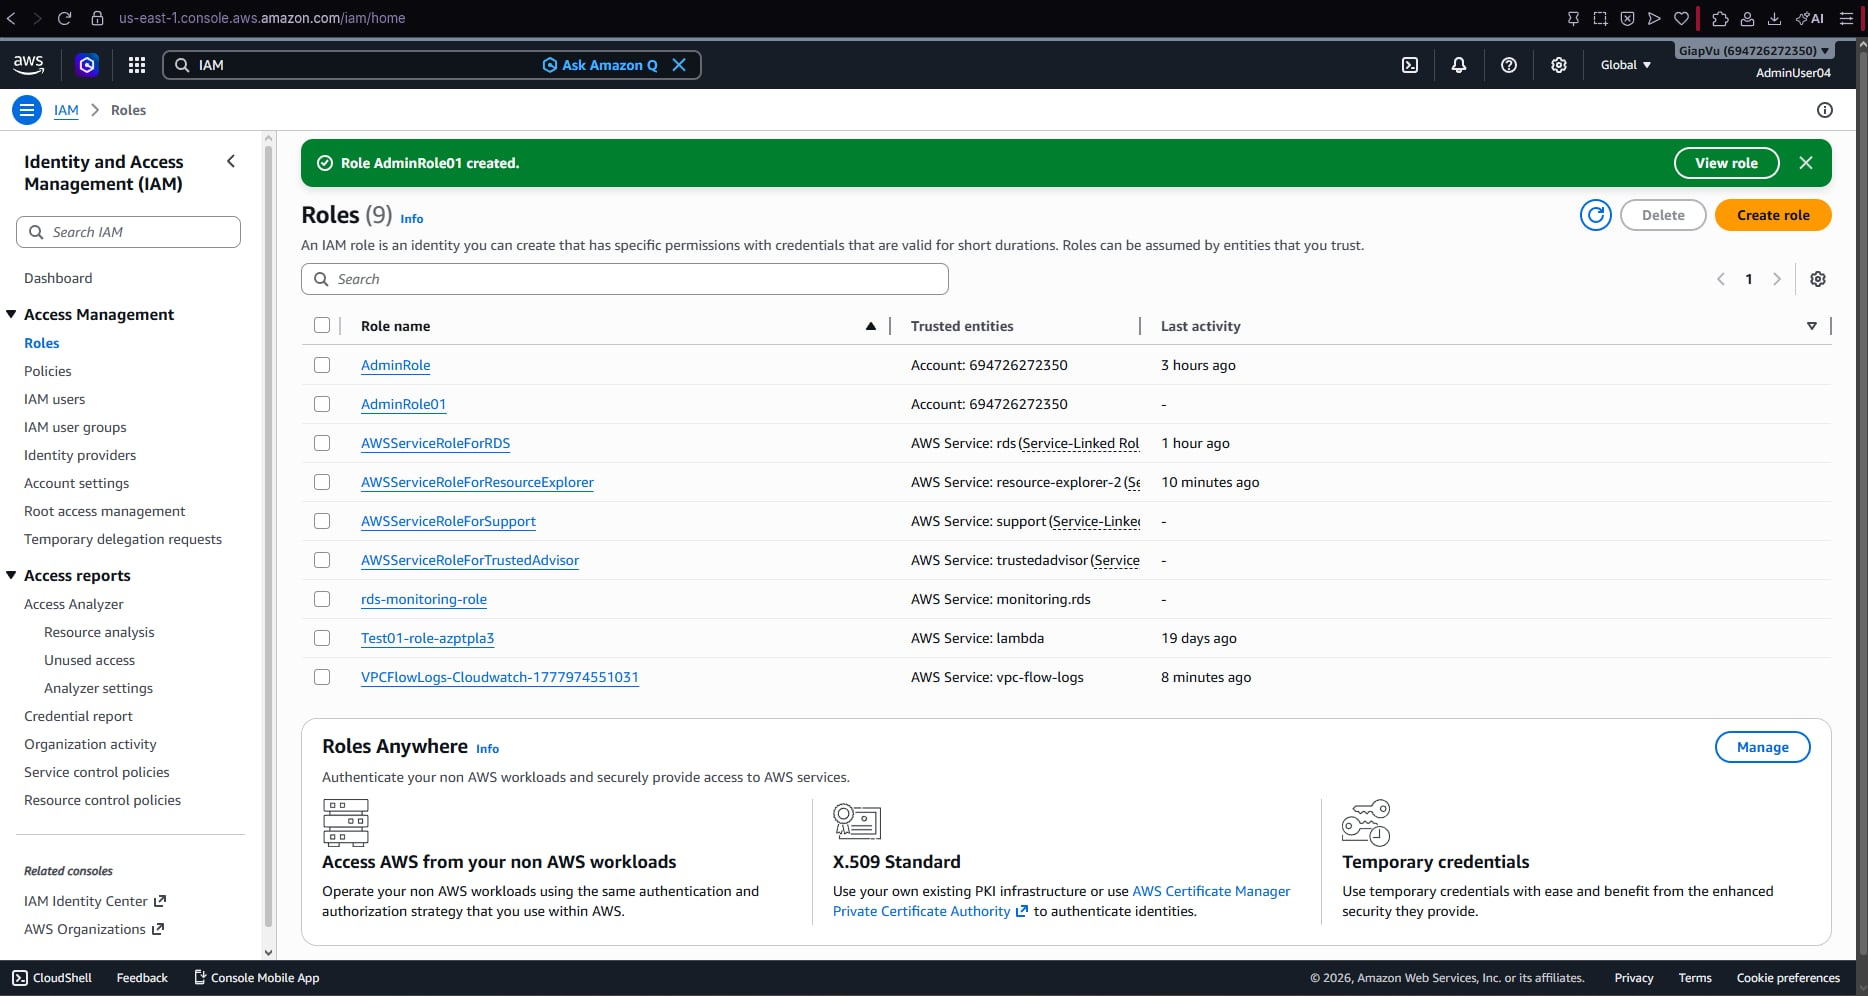 us-east-1.console.aws.amazon.com/iam/home
AI
aws
IAM
Ask Amazon Q
Global
GiapVu (694726272350)
AdminUser04
IAM
Roles
Identity and Access
Management (IAM)
Search IAM
Dashboard
Access Management
Roles
Policies
IAM users
IAM user groups
Identity providers
Account settings
Root access management
Temporary delegation requests
Access reports
Access Analyzer
Resource analysis
Unused access
Analyzer settings
Credential report
Organization activity
Service control policies
Resource control policies
Related consoles
IAM Identity Center
AWS Organizations
Role AdminRole01 created.
View role
Roles (9) Info
Delete
Create role
An IAM role is an identity you can create that has specific permissions with credentials that are valid for short durations. Roles can be assumed by entities that you trust.
Search
1
Role name Trusted entities Last activity
AdminRole Account: 694726272350 3 hours ago
AdminRole01 Account: 694726272350 -
AWSServiceRoleForRDS AWS Service: rds (Service-Linked Rol 1 hour ago
AWSServiceRoleForResourceExplorer AWS Service: resource-explorer-2 (Se 10 minutes ago
AWSServiceRoleForSupport AWS Service: support (Service-Linked -
AWSServiceRoleForTrustedAdvisor AWS Service: trustedadvisor (Service -
rds-monitoring-role AWS Service: monitoring.rds -
Test01-role-azptpla3 AWS Service: lambda 19 days ago
VPCFlowLogs-Cloudwatch-1777974551031 AWS Service: vpc-flow-logs 8 minutes ago
Roles Anywhere Info
Manage
Authenticate your non AWS workloads and securely provide access to AWS services.
Access AWS from your non AWS workloads
Operate your non AWS workloads using the same authentication and
authorization strategy that you use within AWS.
X.509 Standard
Use your own existing PKI infrastructure or use AWS Certificate Manager
Private Certificate Authority to authenticate identities.
Temporary credentials
Use temporary credentials with ease and benefit from the enhanced
security they provide.
CloudShell
Feedback
Console Mobile App
© 2026, Amazon Web Services, Inc. or its affiliates.
Privacy
Terms
Cookie preferences